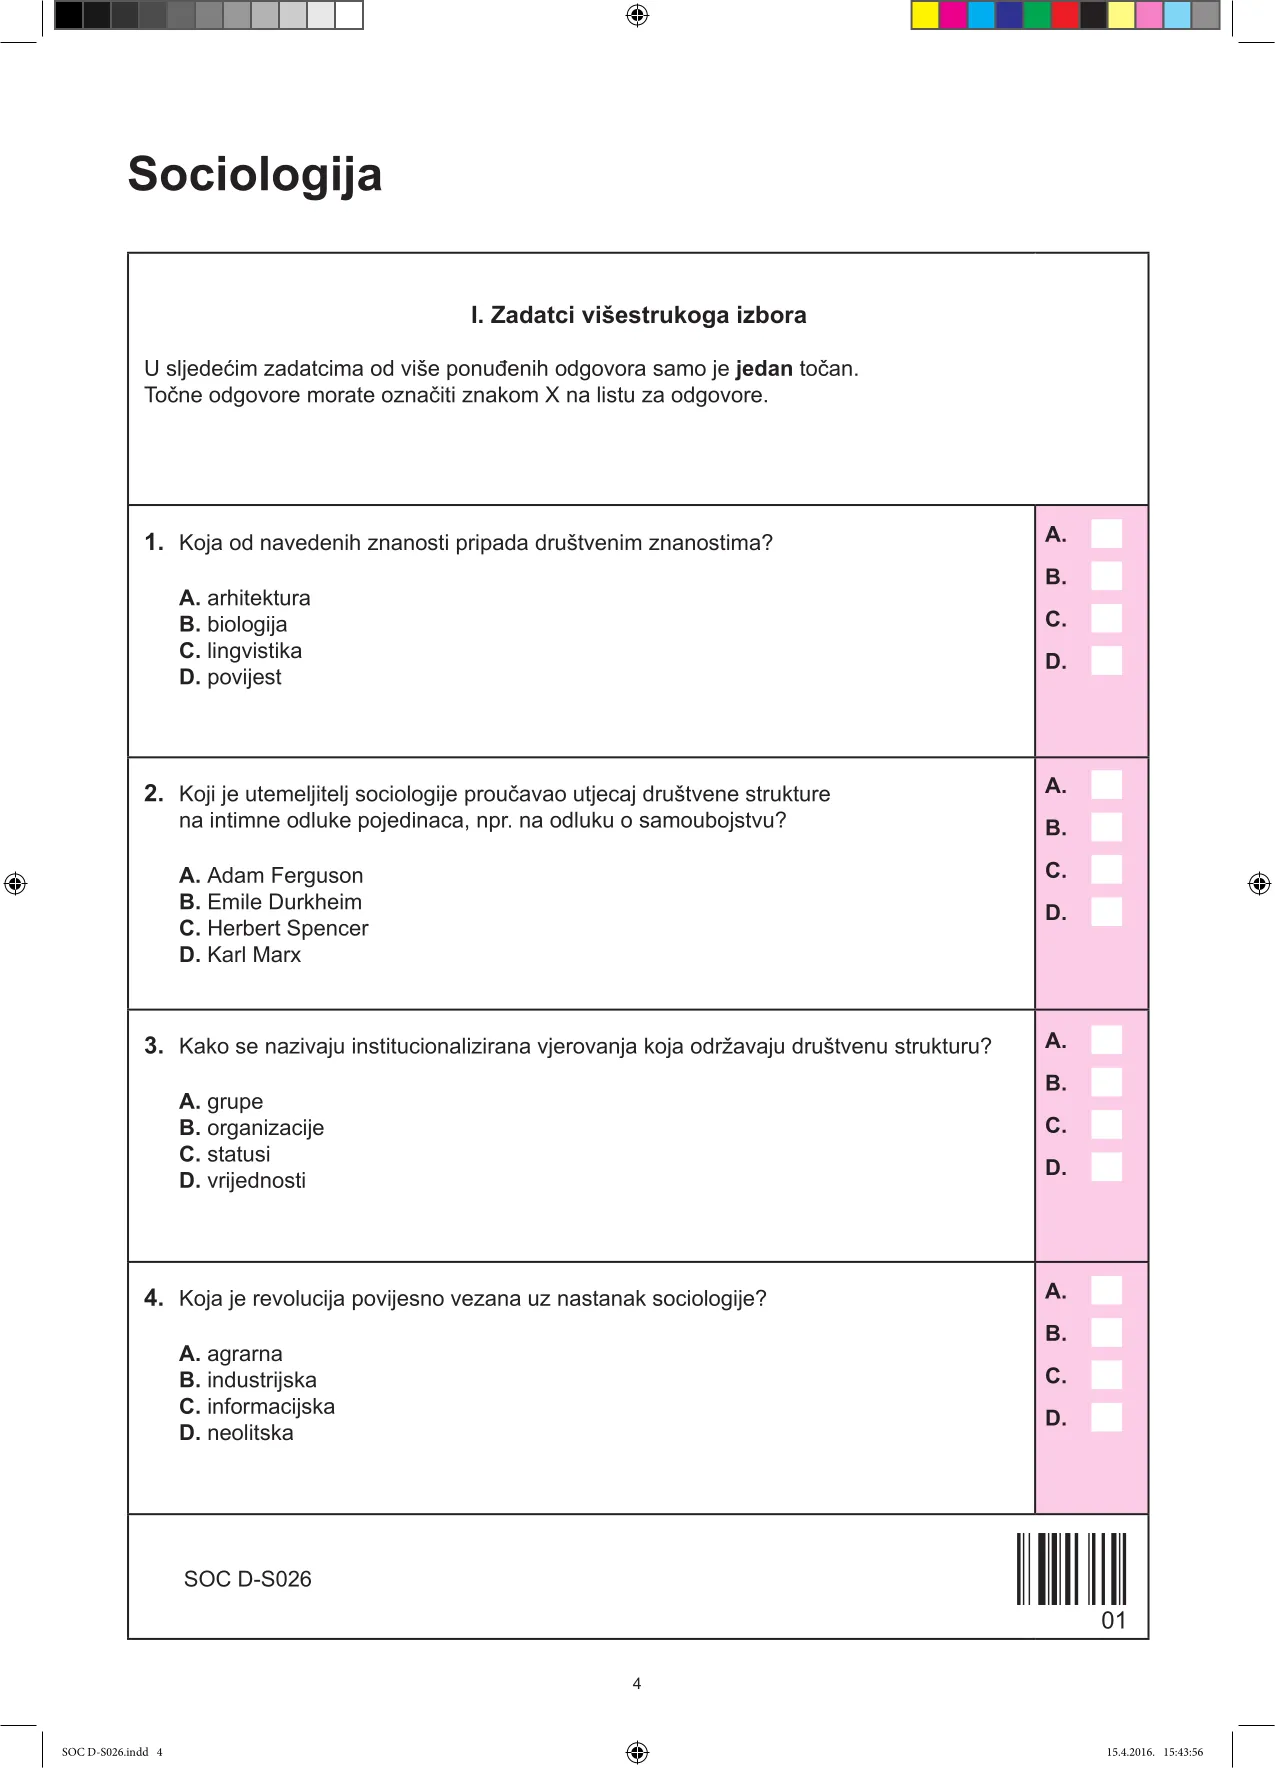 Sociologija
I. Zadatci višestrukoga izbora
U sljedećim zadatcima od više ponuđenih odgovora samo je jedan točan.
Točne odgovore morate označiti znakom X na listu za odgovore.
1. Koja od navedenih znanosti pripada društvenim znanostima?
A. arhitektura
B. biologija
C. lingvistika
D. povijest
A.
B.
C.
D.
2. Koji je utemeljitelj sociologije proučavao utjecaj društvene strukture
na intimne odluke pojedinaca, npr. na odluku o samoubojstvu?
A. Adam Ferguson
B. Emile Durkheim
C. Herbert Spencer
D. Karl Marx
A.
B.
C.
D.
3. Kako se nazivaju institucionalizirana vjerovanja koja održavaju društvenu strukturu?
A. grupe
B. organizacije
C. statusi
D. vrijednosti
A.
B.
C.
D.
4. Koja je revolucija povijesno vezana uz nastanak sociologije?
A. agrarna
B. industrijska
C. informacijska
D. neolitska
A.
B.
C.
D.
SOC D-S026
01
4
SOC D-S026.indd 4
15.4.2016. 15:43:56